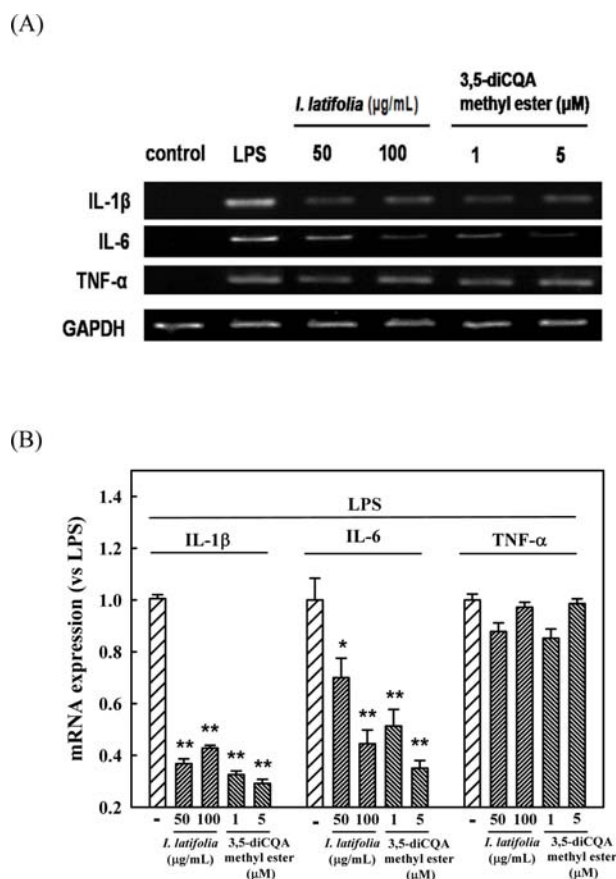 (A)
3,5-diCQA
I. latifolia (µg/mL) methyl ester (µM)
control LPS 50 100 1 5
IL-1β
IL-6
TNF-α
GAPDH
(B)
mRNA expression (vs LPS)
1.4
1.2
1.0
0.8
0.6
0.4
0.2
LPS
IL-1β IL-6 TNF-α
** ** ** **
* ** ** **
- 50 100 1 5 - 50 100 1 5 - 50 100 1 5
I. latifolia 3,5-diCQA I. latifolia 3,5-diCQA I. latifolia 3,5-diCQA
(µg/mL) methyl ester (µg/mL) methyl ester (µg/mL) methyl ester
(µM) (µM) (µM)